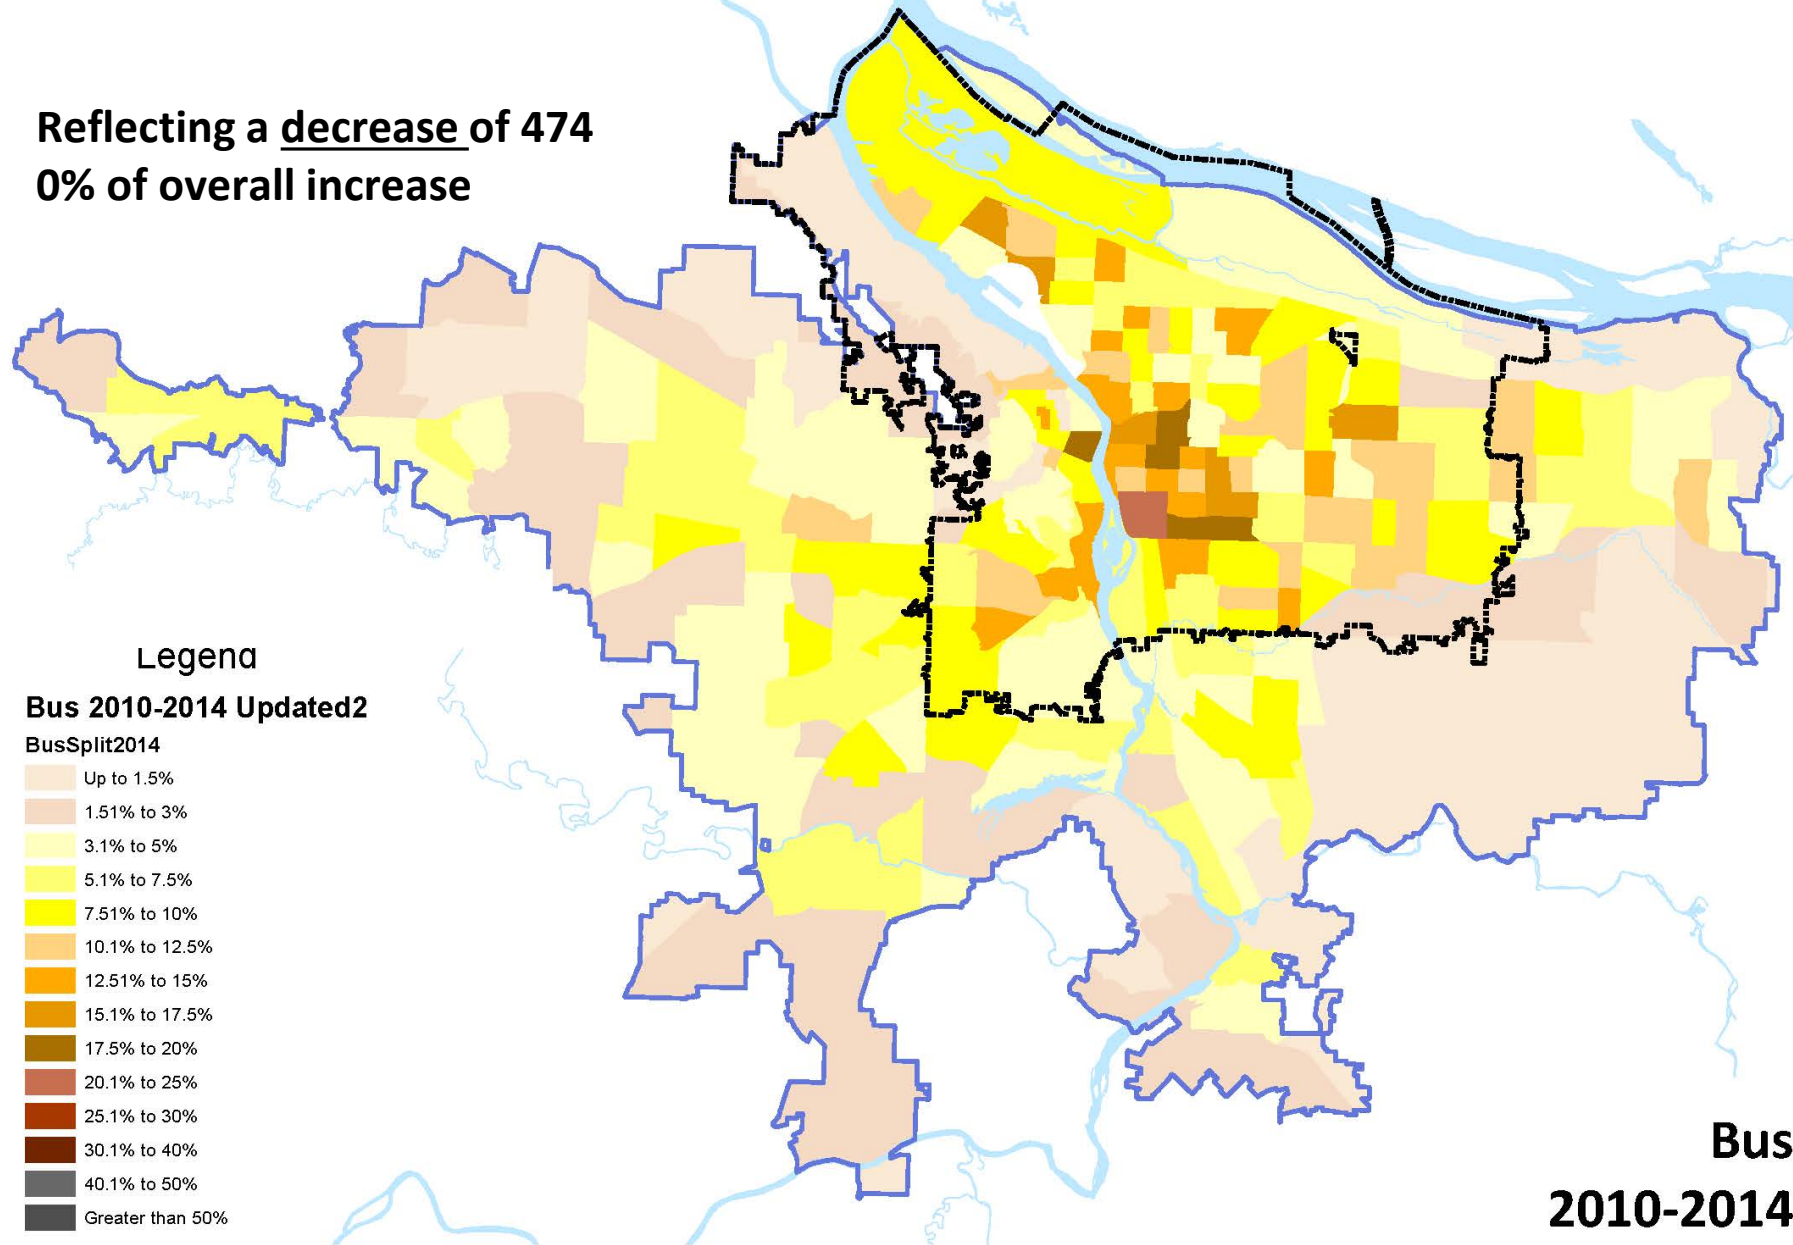 Reflecting a decrease of 474
0% of overall increase
Legend
Bus 2010-2014 Updated2
BusSplit2014
Up to 1.5%
1.51% to 3%
3.1% to 5%
5.1% to 7.5%
7.51% to 10%
10.1% to 12.5%
12.51% to 15%
15.1% to 17.5%
17.5% to 20%
20.1% to 25%
25.1% to 30%
30.1% to 40%
40.1% to 50%
Greater than 50%
Bus
2010-2014